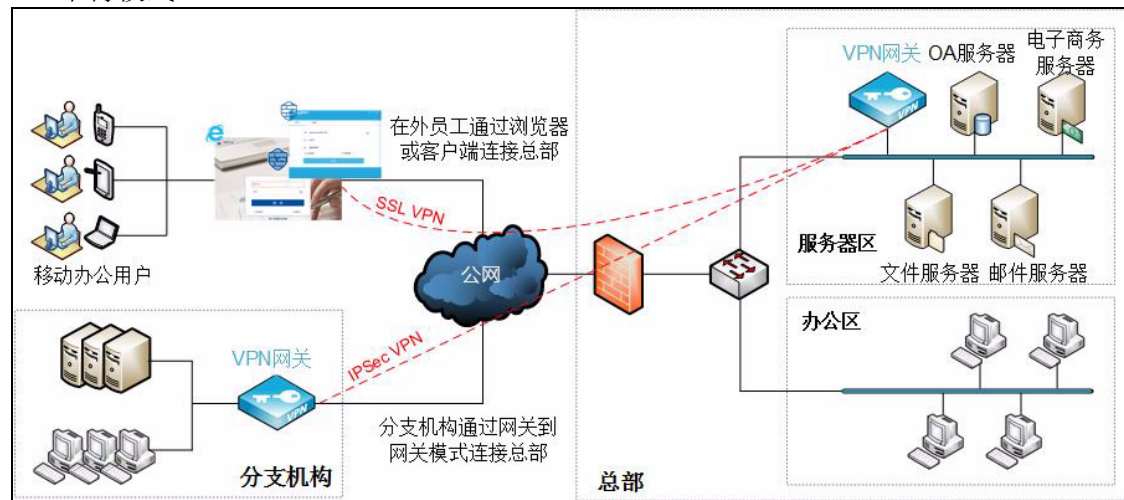 VPN网关
OA服务器
电子商务
服务器
在外员工通过浏览器
或客户端连接总部
SSL VPN
移动办公用户
公网
服务器区
文件服务器
邮件服务器
办公区
VPN网关
VPN
IPSec VPN
分支机构通过网关到
网关模式连接总部
分支机构
总部